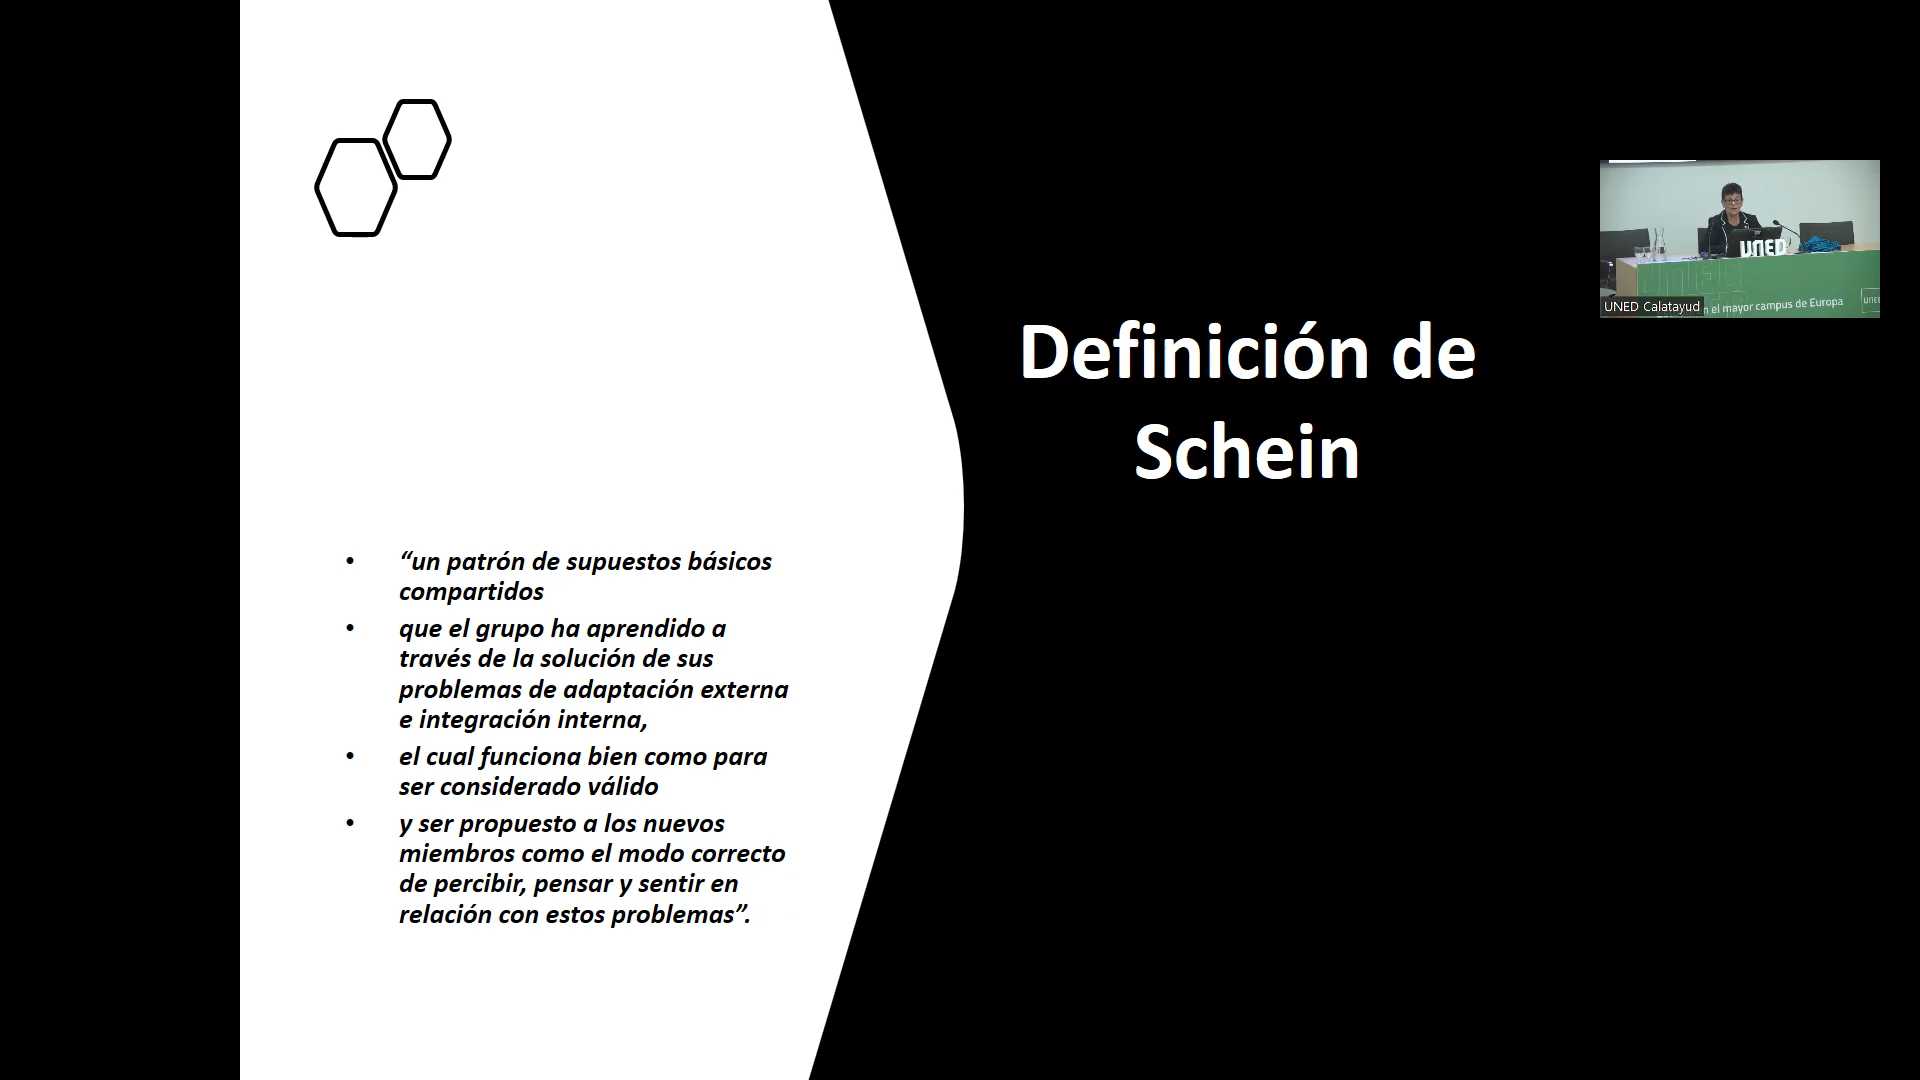 Definición de
Schein
• “un patrón de supuestos básicos
compartidos
• que el grupo ha aprendido a
través de la solución de sus
problemas de adaptación externa
e integración interna,
• el cual funciona bien como para
ser considerado válido
• y ser propuesto a los nuevos
miembros como el modo correcto
de percibir, pensar y sentir en
relación con estos problemas”.
UNED
UNED Calatayud
n el mayor campus de Europa